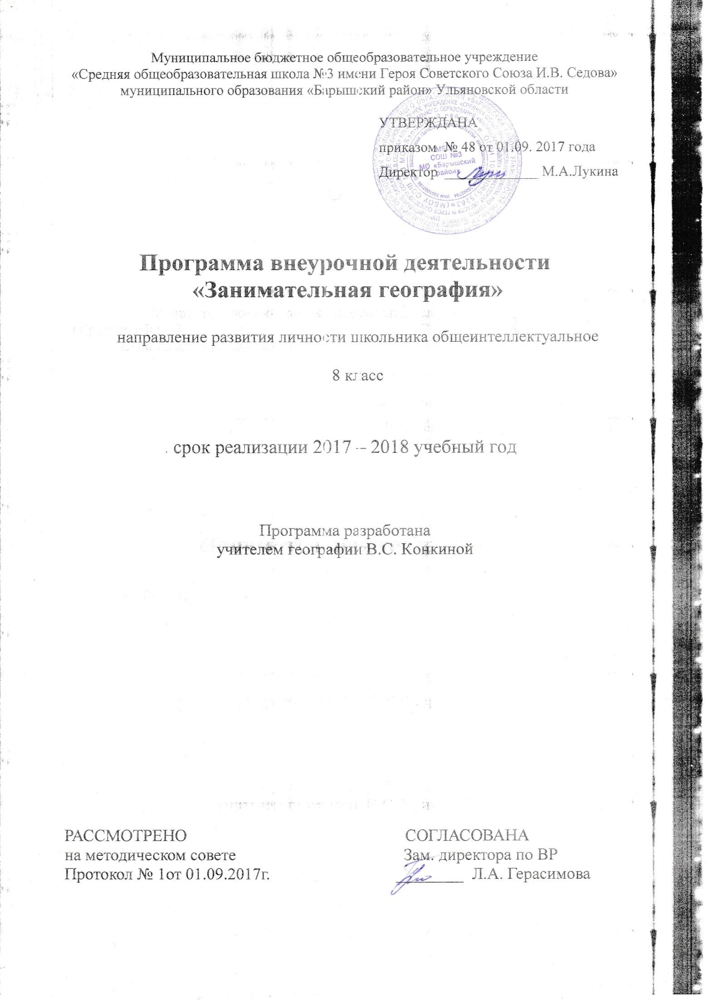 Муниципальное бюджетное общеобразовательное учреждение
«Средняя общеобразовательная школа №3 имени Героя Советского Союза И.В. Седова»
муниципального образования «Барышский район» Ульяновской области
УТВЕРЖДАНА
приказом № 48 от 01.09. 2017 года
СОШ №3
МО «Барышский
район»
Директор ____________ М.А.Лукина
Программа внеурочной деятельности
«Занимательная география»
направление развития личности школьника общеинтеллектуальное
8 класс
срок реализации 2017 – 2018 учебный год
Программа разработана
учителем географии В.С. Конкиной
РАССМОТРЕНО СОГЛАСОВАНА
на методическом совете Зам. директора по ВР
Протокол № 1от 01.09.2017г. ________ Л.А. Герасимова